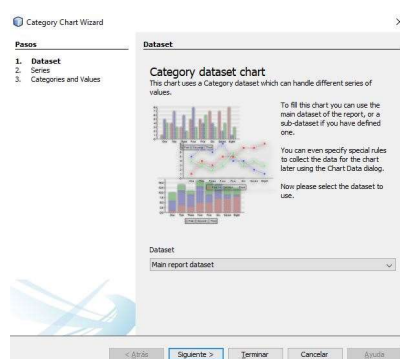 Category Chart Wizard
Pasos
1. Dataset
2. Series
3. Categories and Values
Dataset
Category dataset chart
This chart uses a Category dataset which can handle different series of
values.
To fill this chart you can use the
main dataset of the report, or a
sub-dataset if you have defined
one.
You can even specify special rules
to collect the data for the chart
later using the Chart Data dialog.
Now please select the dataset to
use.
Dataset
Main report dataset
< Atrás
Siguiente >
Terminar
Cancelar
Ayuda